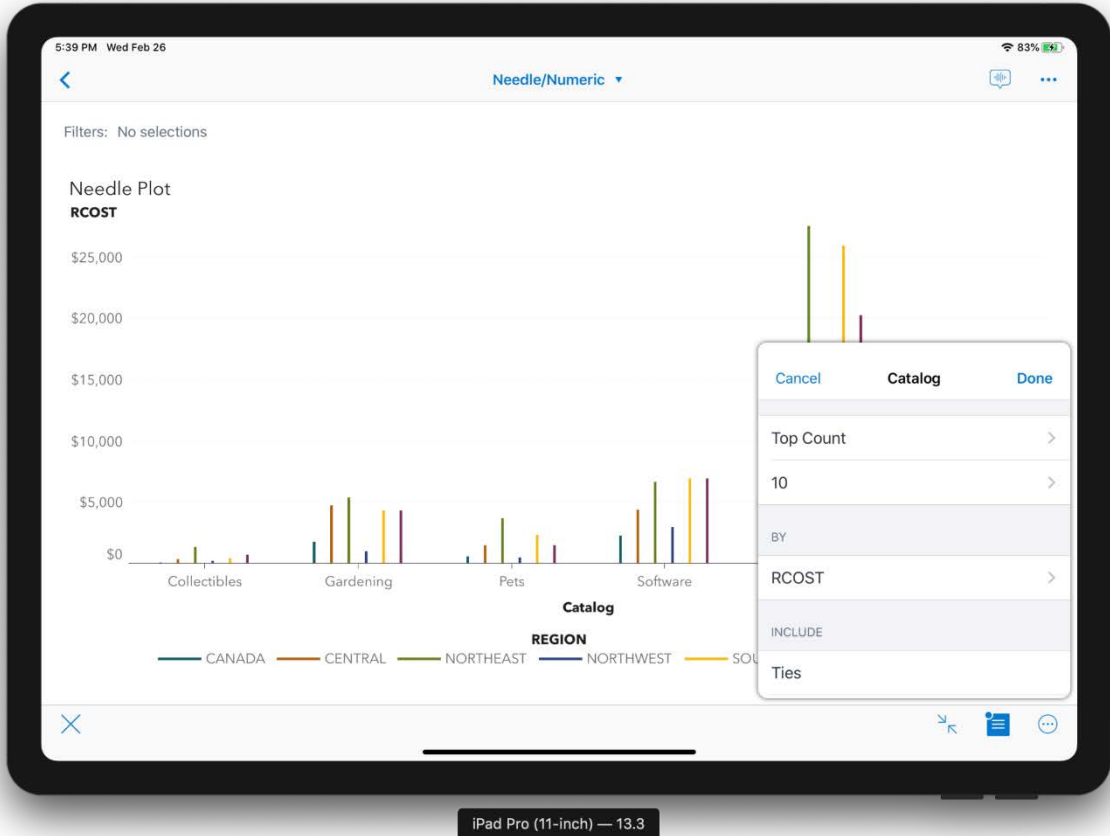 5:39 PM Wed Feb 26
83%
Needle/Numeric
Filters: No selections
Needle Plot
RCOST
$25,000
$20,000
$15,000
$10,000
$5,000
$0
Collectibles Gardening Pets Software
Catalog
REGION
CANADA CENTRAL NORTHEAST NORTHWEST
Cancel Catalog Done
Top Count
10
BY
RCOST
INCLUDE
Ties
iPad Pro (11-inch) — 13.3